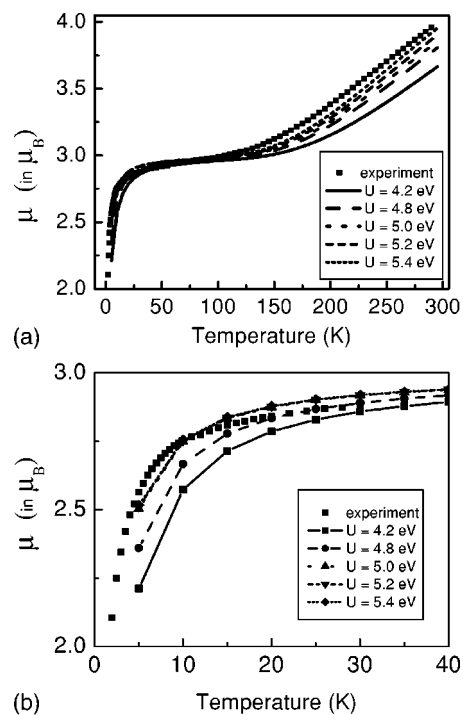 4.0
3.5
3.0
2.5
2.0
μ (in μB)
experiment
U = 4.2 eV
U = 4.8 eV
U = 5.0 eV
U = 5.2 eV
U = 5.4 eV
0 50 100 150 200 250 300
(a) Temperature (K)
3.0
2.5
2.0
μ (in μB)
experiment
U = 4.2 eV
U = 4.8 eV
U = 5.0 eV
U = 5.2 eV
U = 5.4 eV
0 10 20 30 40
(b) Temperature (K)